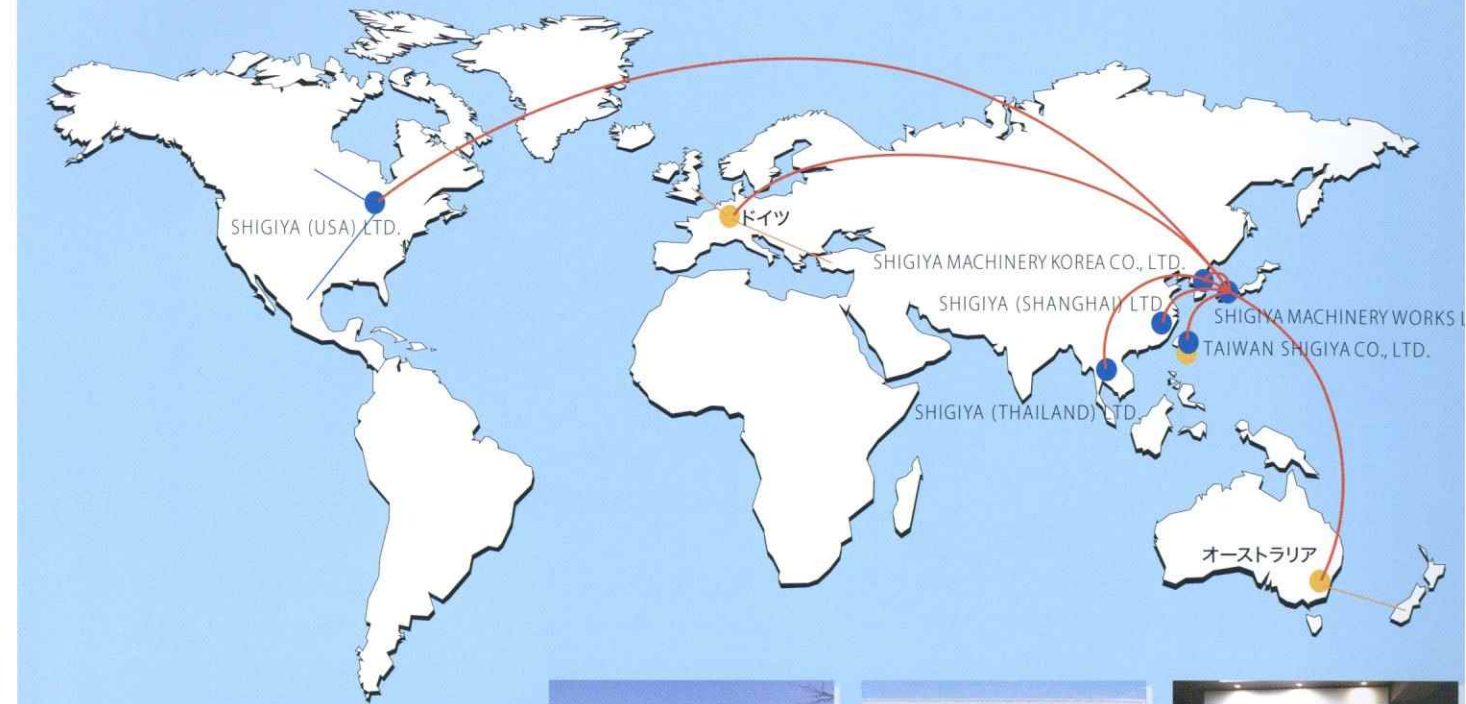 SHIGIYA (USA) LTD.
ドイツ
SHIGIYA MACHINERY KOREA CO., LTD.
SHIGIYA (SHANGHAI) LTD.
SHIGIYA MACHINERY WORKS L
TAIWAN SHIGIYA CO., LTD.
SHIGIYA (THAILAND) LTD.
オーストラリア